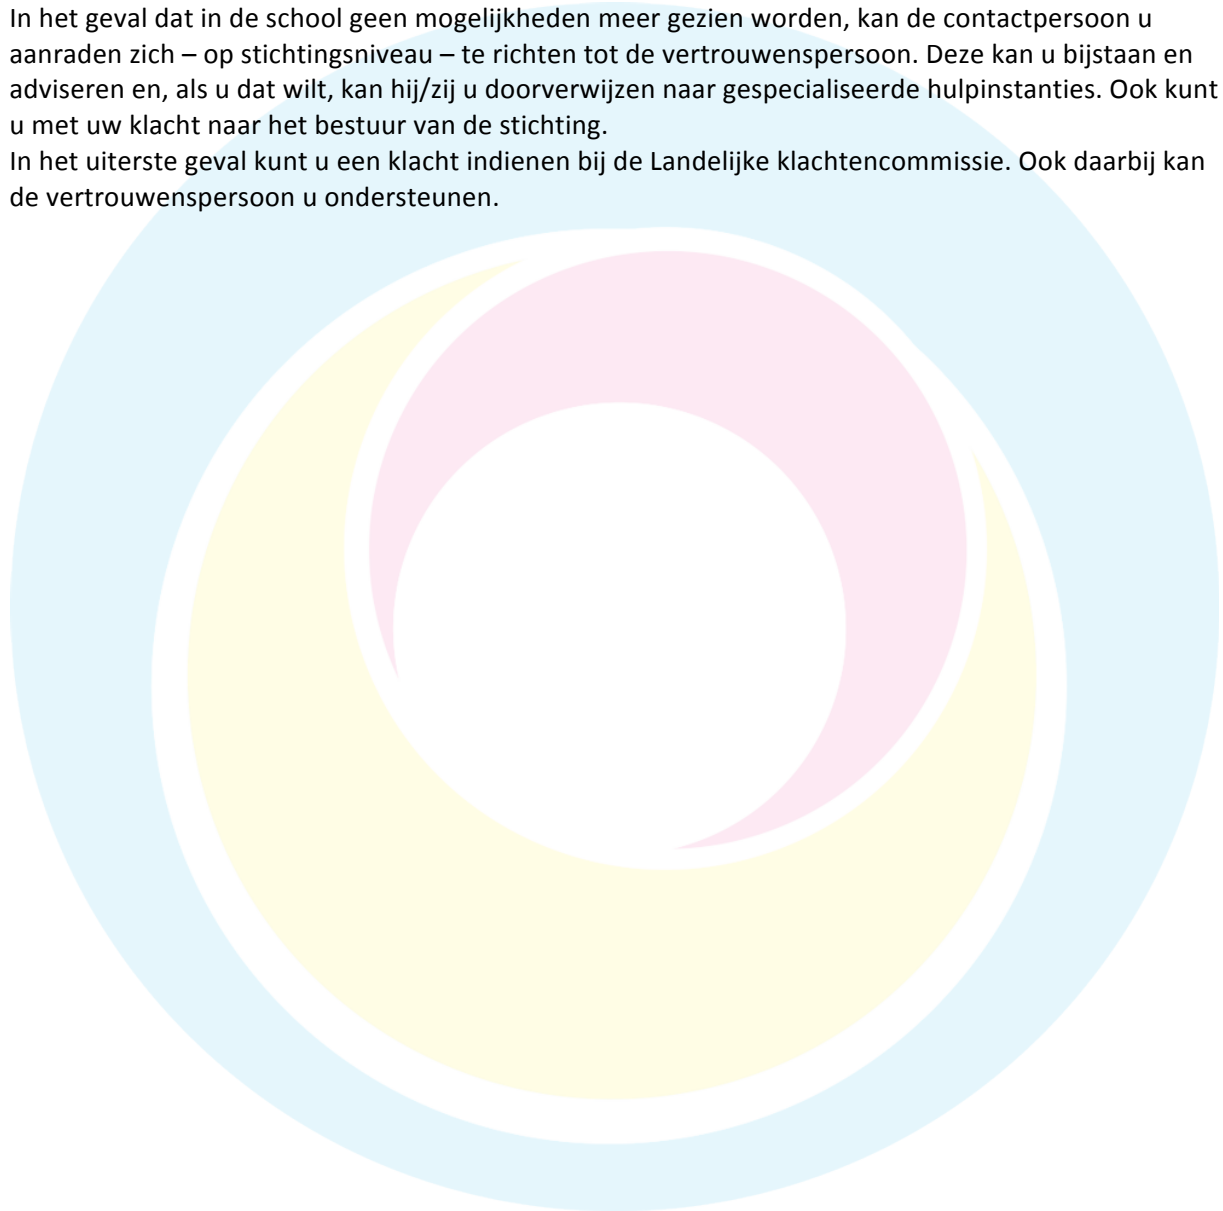 In het geval dat in de school geen mogelijkheden meer gezien worden, kan de contactpersoon u
aanraden zich – op stichtingsniveau – te richten tot de vertrouwenspersoon. Deze kan u bijstaan en
adviseren en, als u dat wilt, kan hij/zij u doorverwijzen naar gespecialiseerde hulpinstanties. Ook kunt
u met uw klacht naar het bestuur van de stichting.
In het uiterste geval kunt u een klacht indienen bij de Landelijke klachtencommissie. Ook daarbij kan
de vertrouwenspersoon u ondersteunen.